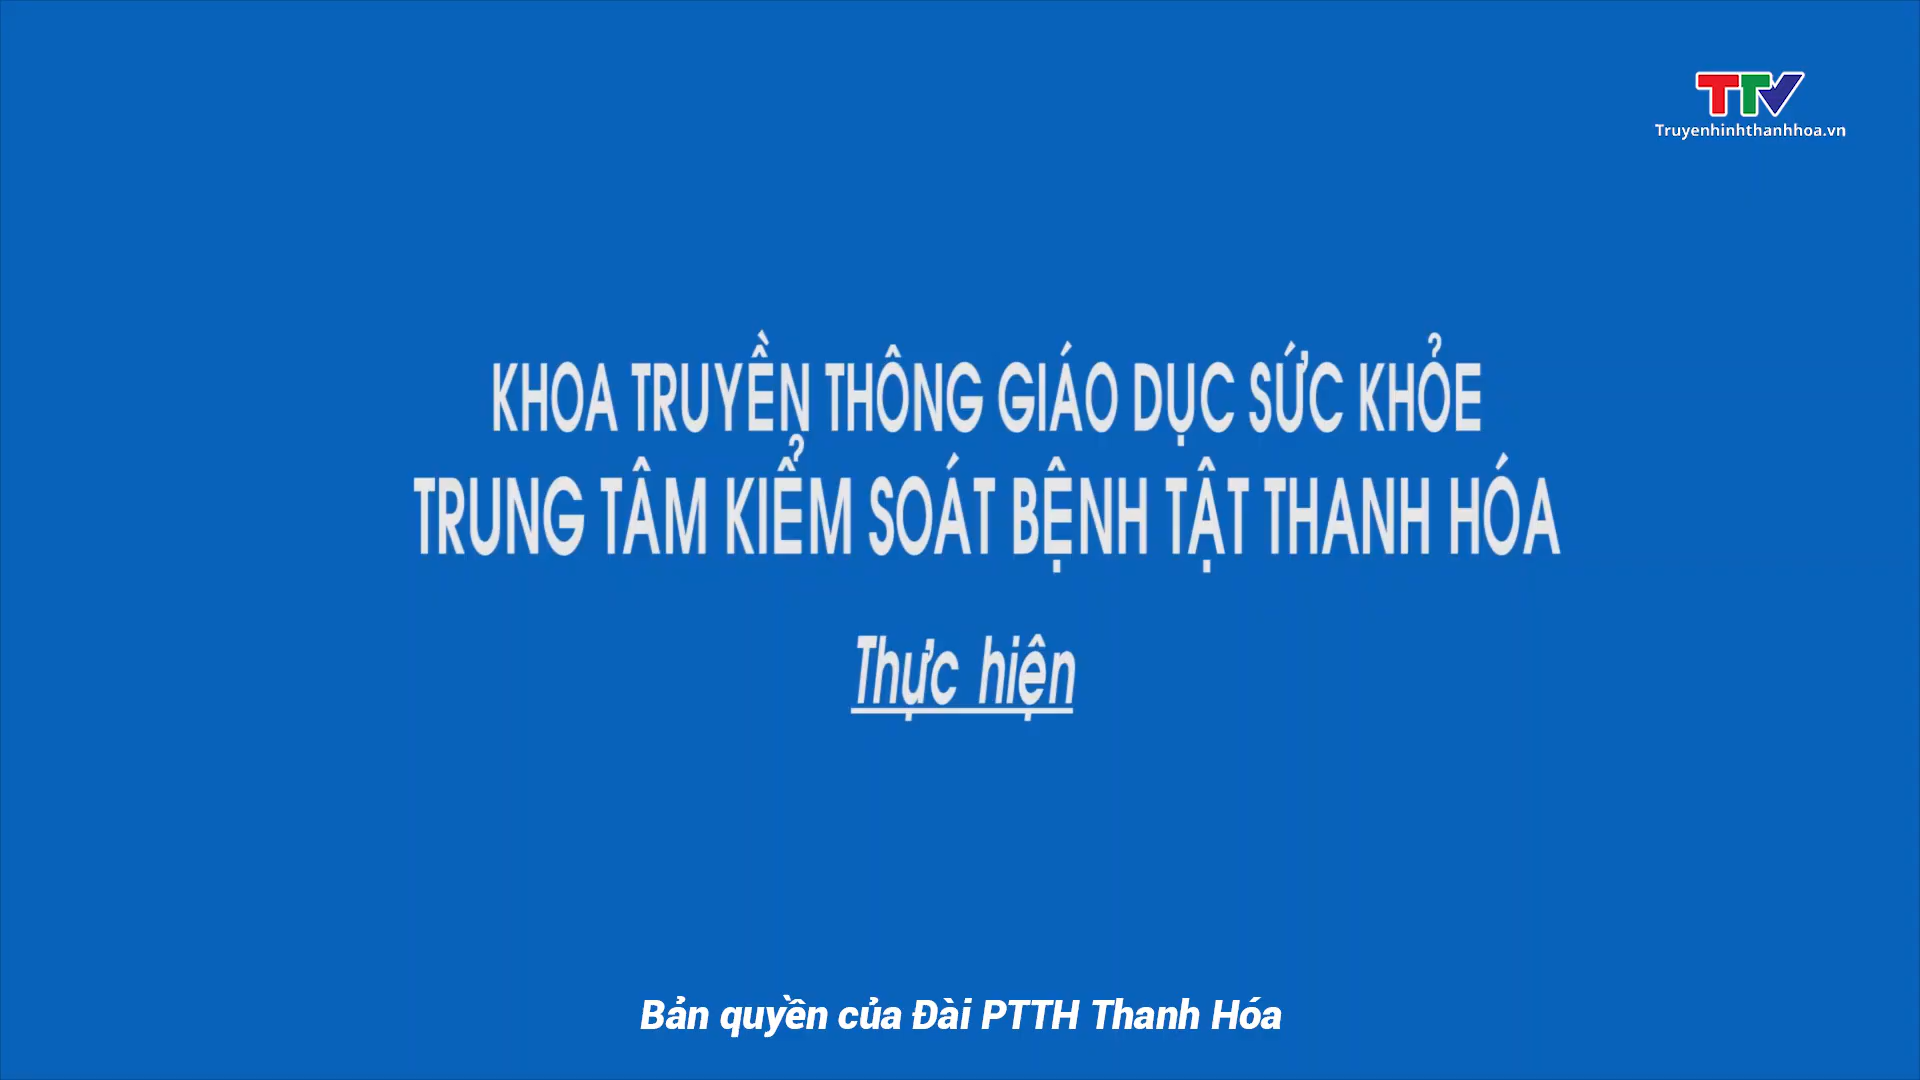 TTV
Truyenhinhthanhhoa.vn
KHOA TRUYỀN THÔNG GIÁO DỤC SỨC KHỎE
TRUNG TÂM KIỂM SOÁT BỆNH TẬT THANH HÓA
Thực hiện
Bản quyền của Đài PTTH Thanh Hóa